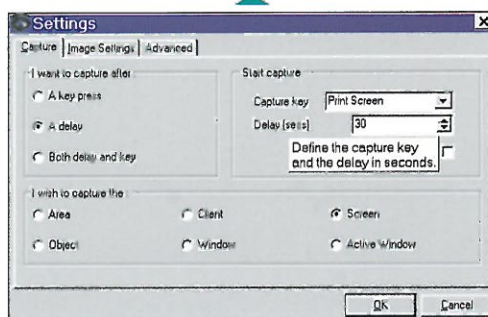 Settings
Capture Image Settings Advanced
I want to capture after
A key press
A delay
Both delay and key
Start capture
Capture key Print Screen
Delay [secs] 30
Define the capture key
and the delay in seconds.
I wish to capture the:
Area Client Screen
Object Window Active Window
OK Cancel